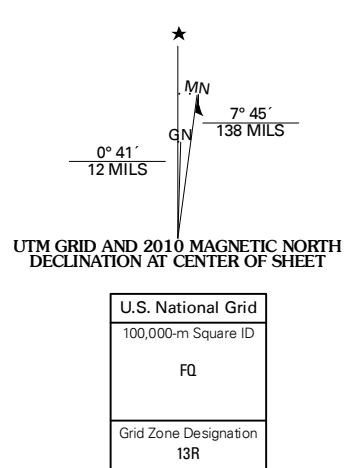 ★
MN
7° 45´
138 MILS
GN
0° 41´
12 MILS
UTM GRID AND 2010 MAGNETIC NORTH
DECLINATION AT CENTER OF SHEET
U.S. National Grid
100,000-m Square ID
FQ
Grid Zone Designation
13R